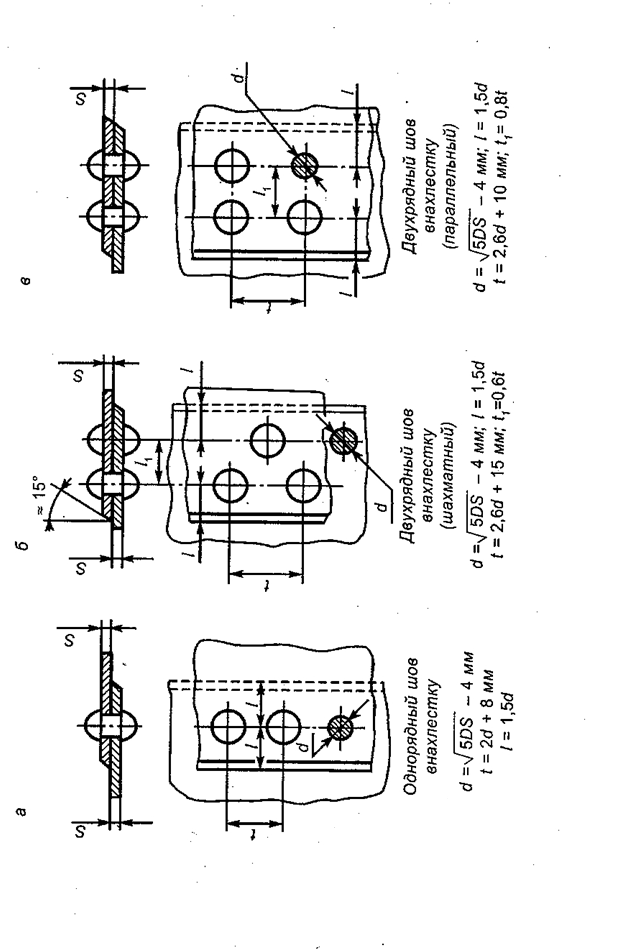 а
S
S
t
l
l
d
Однорядный шов
внахлестку
d = √5DS – 4 мм
t = 2d + 8 мм
l = 1,5d
б
≈ 15°
S
S
l₁
l
l
t
d
Двухрядный шов
внахлестку
(шахматный)
d = √5DS – 4 мм; l = 1,5d
t = 2,6d + 15 мм; t₁=0,6t
в
S
d
l₁
l
l
t
Двухрядный шов
внахлестку
(параллельный)
d = √5DS – 4 мм; l = 1,5d
t = 2,6d + 10 мм; t₁= 0,8t